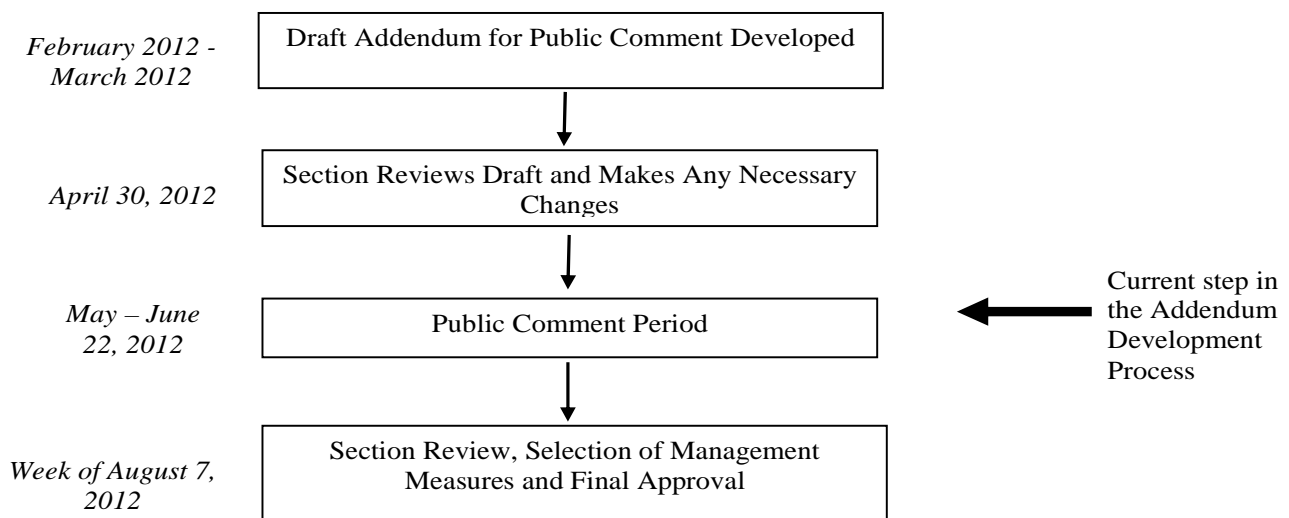 February 2012 -
March 2012
Draft Addendum for Public Comment Developed
April 30, 2012
Section Reviews Draft and Makes Any Necessary
Changes
May – June
22, 2012
Public Comment Period
Current step in
the Addendum
Development
Process
Week of August 7,
2012
Section Review, Selection of Management
Measures and Final Approval